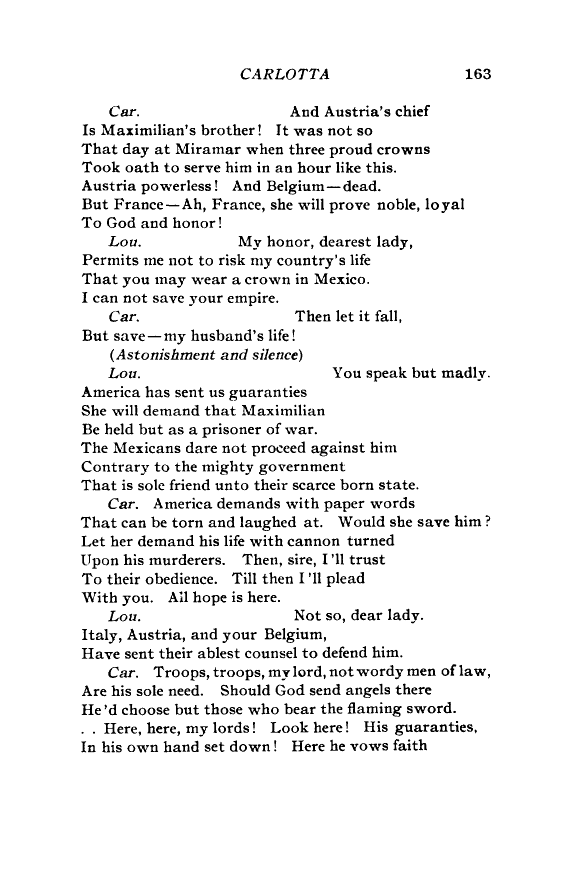 CARLOTTA 163
Car. And Austria's chief
Is Maximilian's brother! It was not so
That day at Miramar when three proud crowns
Took oath to serve him in an hour like this.
Austria powerless! And Belgium—dead.
But France—Ah, France, she will prove noble, loyal
To God and honor!
Lou. My honor, dearest lady,
Permits me not to risk my country's life
That you may wear a crown in Mexico.
I can not save your empire.
Car. Then let it fall,
But save—my husband's life!
(Astonishment and silence)
Lou. You speak but madly.
America has sent us guaranties
She will demand that Maximilian
Be held but as a prisoner of war.
The Mexicans dare not proceed against him
Contrary to the mighty government
That is sole friend unto their scarce born state.
Car. America demands with paper words
That can be torn and laughed at. Would she save him?
Let her demand his life with cannon turned
Upon his murderers. Then, sire, I'll trust
To their obedience. Till then I'll plead
With you. All hope is here.
Lou. Not so, dear lady.
Italy, Austria, and your Belgium,
Have sent their ablest counsel to defend him.
Car. Troops, troops, my lord, not wordy men of law,
Are his sole need. Should God send angels there
He'd choose but those who bear the flaming sword.
. . Here, here, my lords! Look here! His guaranties,
In his own hand set down! Here he vows faith